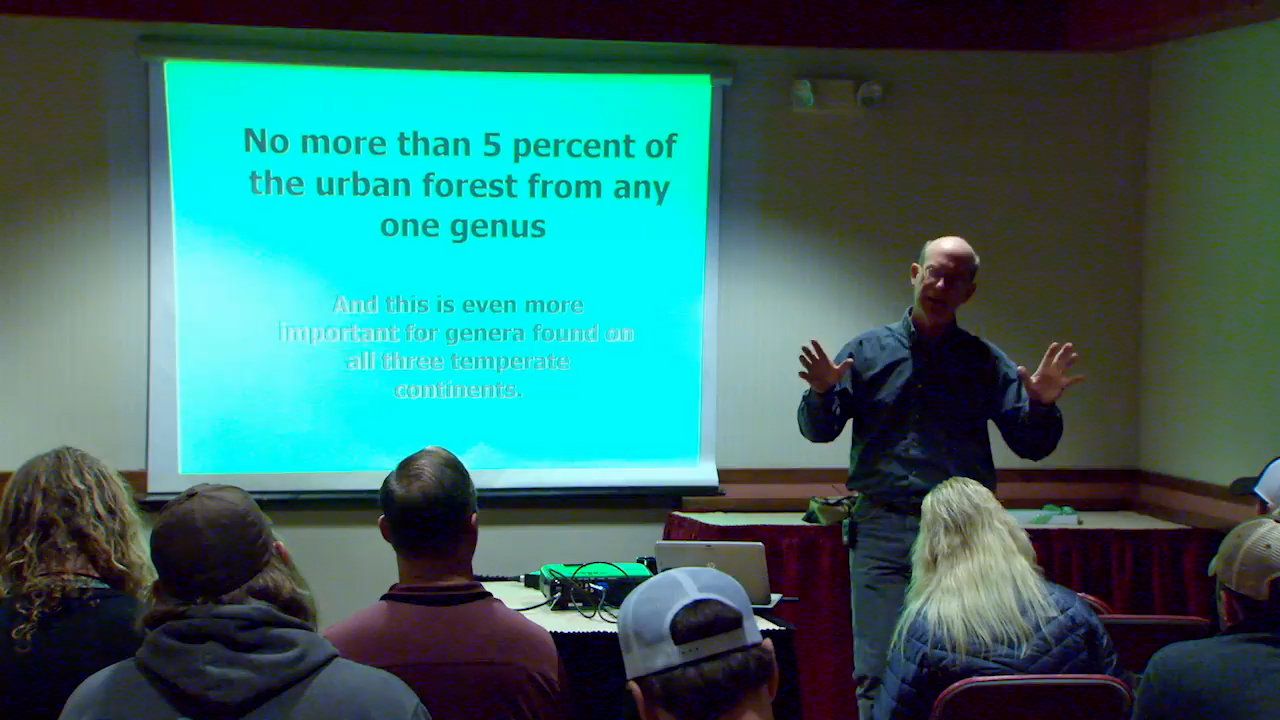 No more than 5 percent of
the urban forest from any
one genus
And this is even more
important for genera found on
all three temperate
continents.